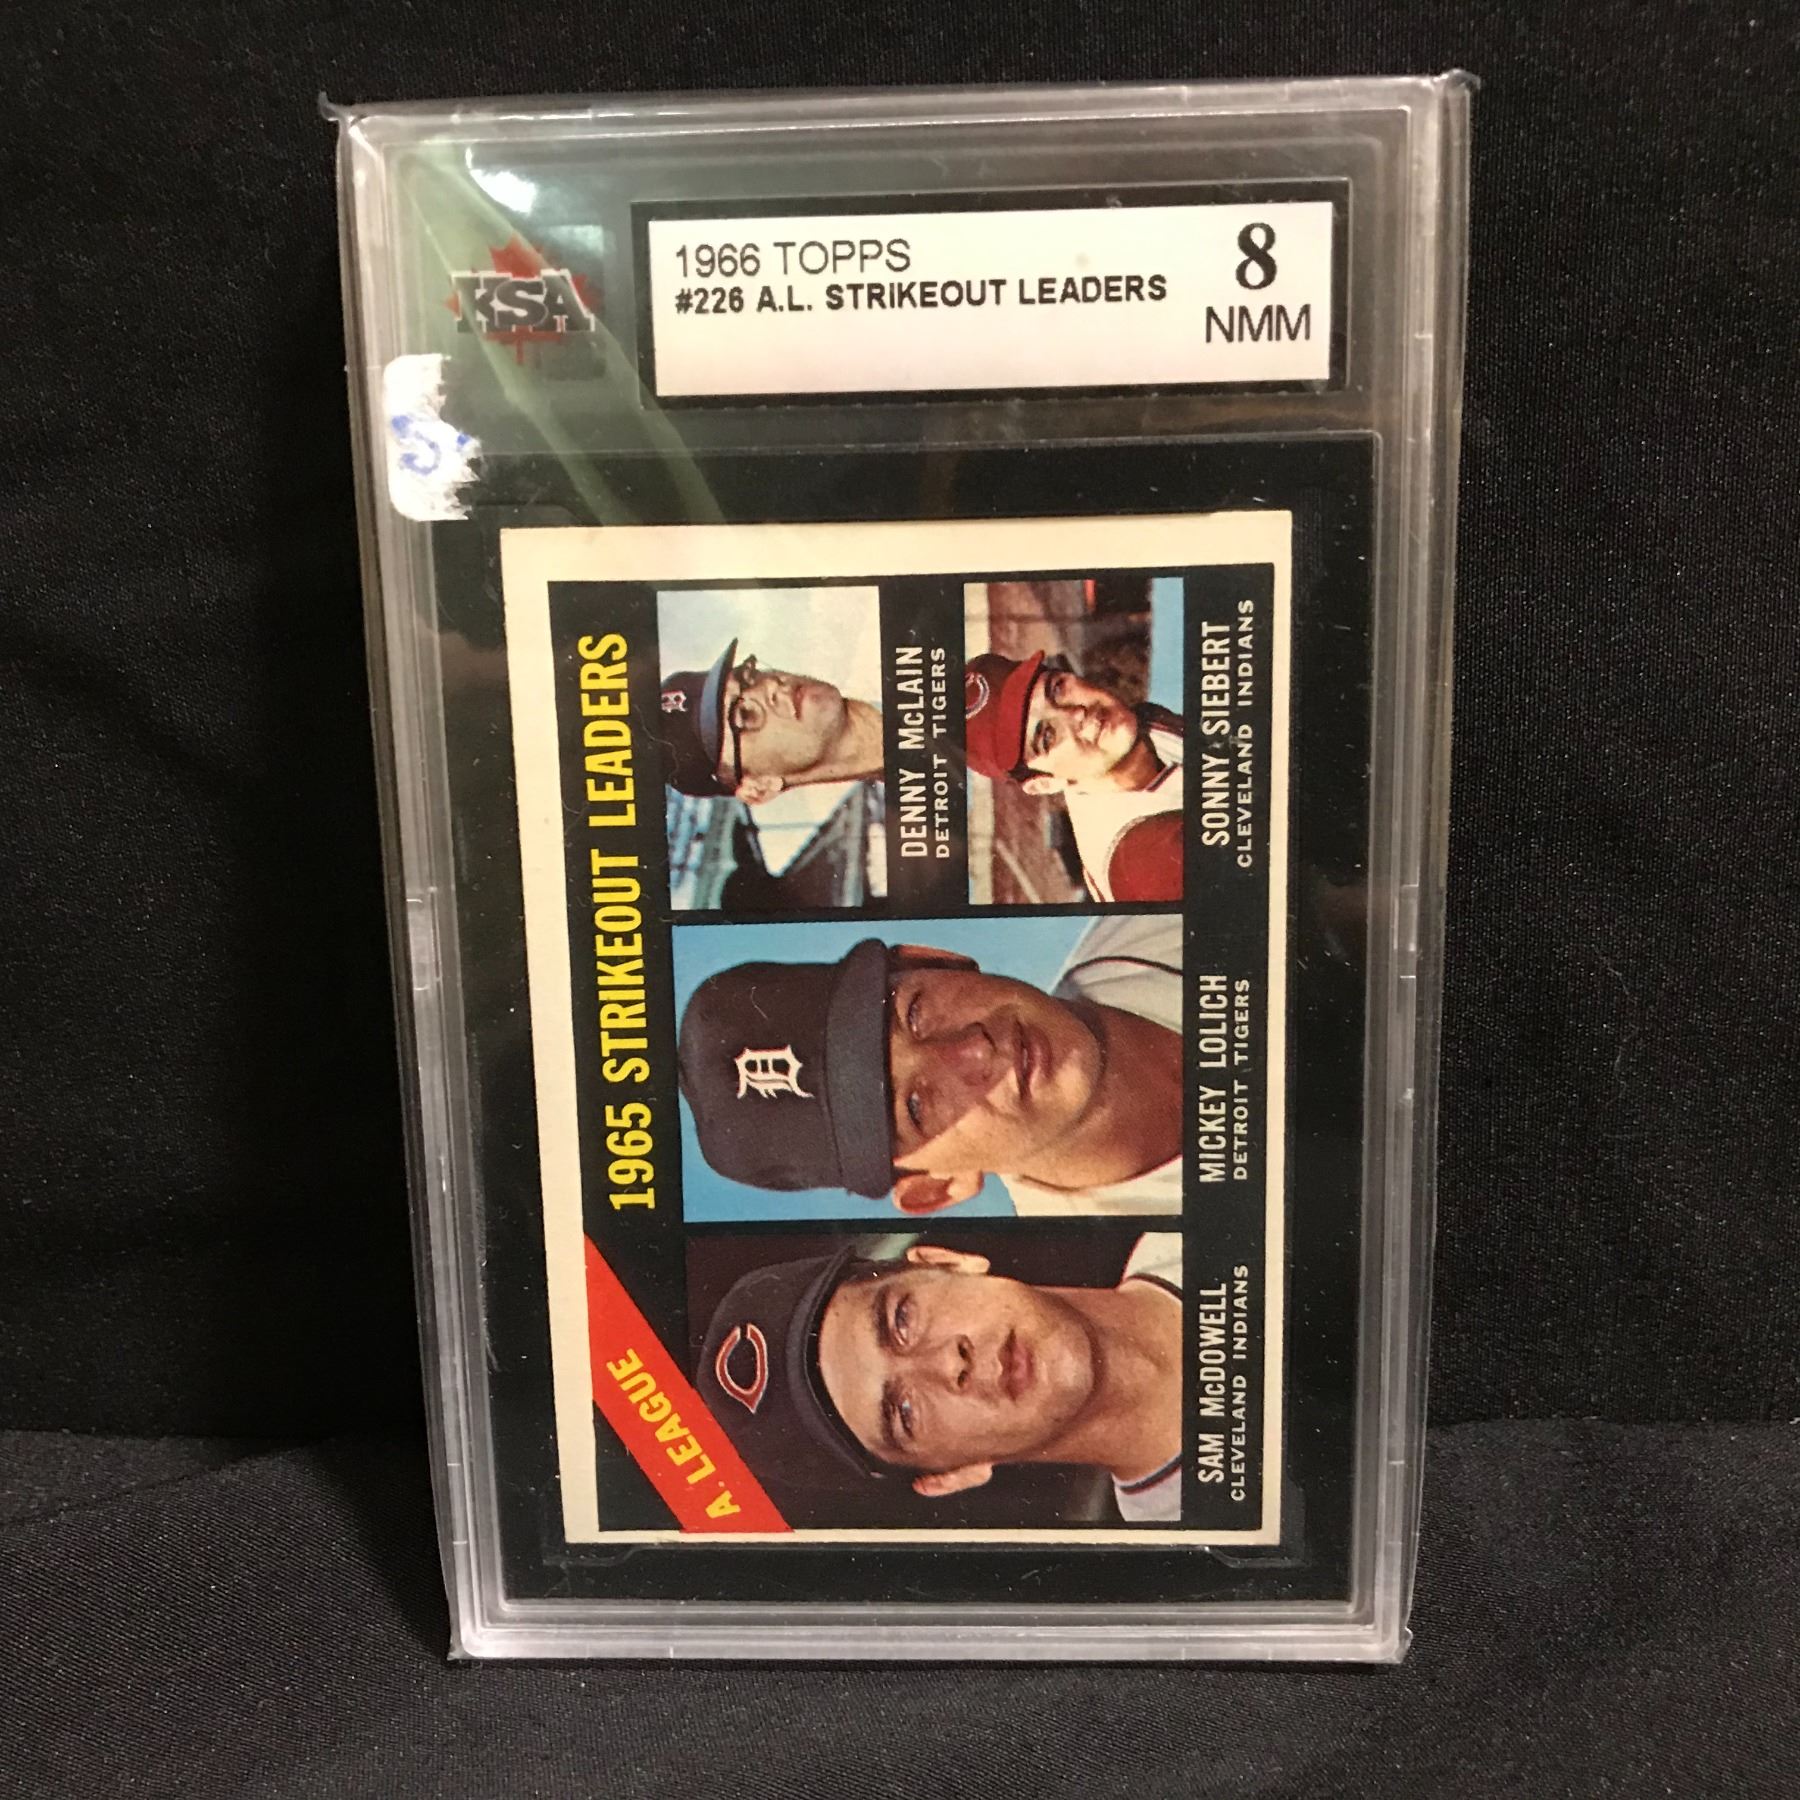 KSA
1966 TOPPS
#226 A.L. STRIKEOUT LEADERS
8
NMM
A. LEAGUE
1965 STRIKEOUT LEADERS
D
DENNY McLAIN
DETROIT TIGERS
C
SAM McDOWELL
CLEVELAND INDIANS
D
MICKEY LOLICH
DETROIT TIGERS
C
SONNY SIEBERT
CLEVELAND INDIANS